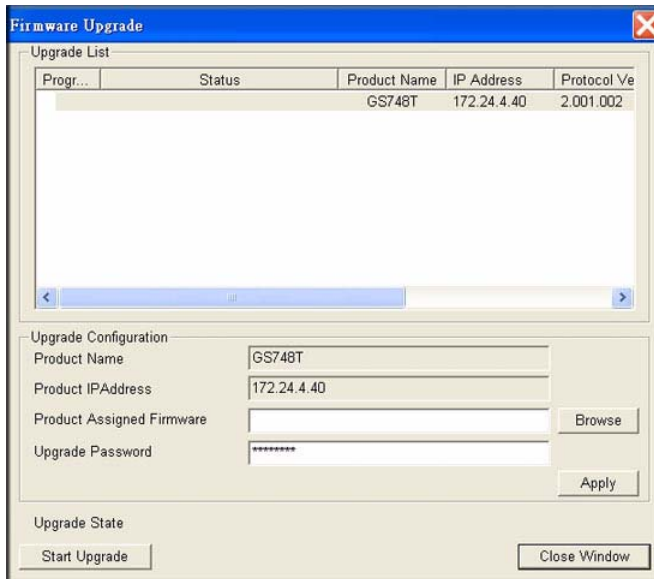 Firmware Upgrade
Upgrade List
Progr... Status Product Name IP Address Protocol Ve
GS748T 172.24.4.40 2.001.002
Upgrade Configuration
Product Name GS748T
Product IPAddress 172.24.4.40
Product Assigned Firmware Browse
Upgrade Password ********
Apply
Upgrade State
Start Upgrade Close Window